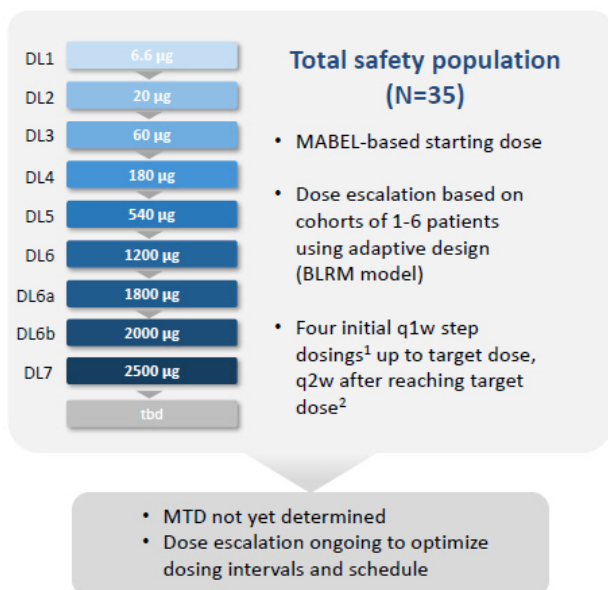 DL1 6.6 µg
DL2 20 µg
DL3 60 µg
DL4 180 µg
DL5 540 µg
DL6 1200 µg
DL6a 1800 µg
DL6b 2000 µg
DL7 2500 µg
tbd
Total safety population
(N=35)
• MABEL-based starting dose
• Dose escalation based on
cohorts of 1-6 patients
using adaptive design
(BLRM model)
• Four initial q1w step
dosings¹ up to target dose,
q2w after reaching target
dose²
• MTD not yet determined
• Dose escalation ongoing to optimize
dosing intervals and schedule